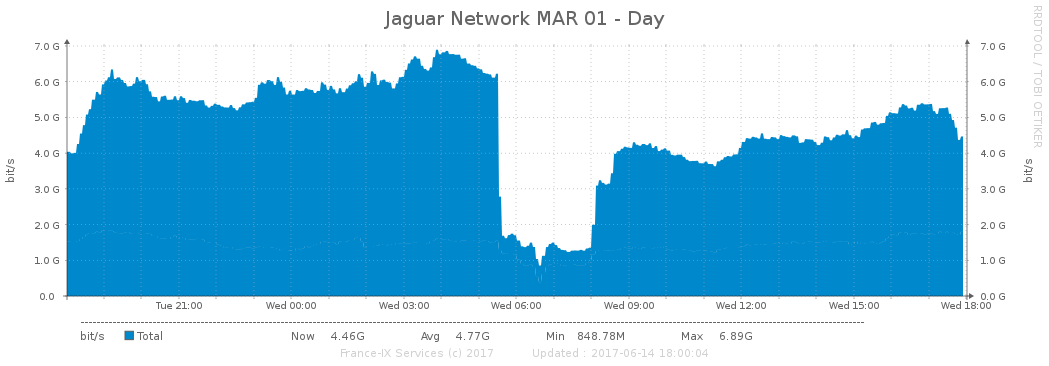 Jaguar Network MAR 01 - Day
RRDTOOL / TOBI OETIKER
7.0 G 7.0 G
6.0 G 6.0 G
5.0 G 5.0 G
4.0 G 4.0 G
3.0 G 3.0 G
2.0 G 2.0 G
1.0 G 1.0 G
0.0 0.0 G
bit/s
bit/s
Tue 21:00 Wed 00:00 Wed 03:00 Wed 06:00 Wed 09:00 Wed 12:00 Wed 15:00 Wed 18:00
bit/s Total Now 4.46G Avg 4.77G Min 848.78M Max 6.89G
France-IX Services (c) 2017 Updated : 2017-06-14 18:00:04